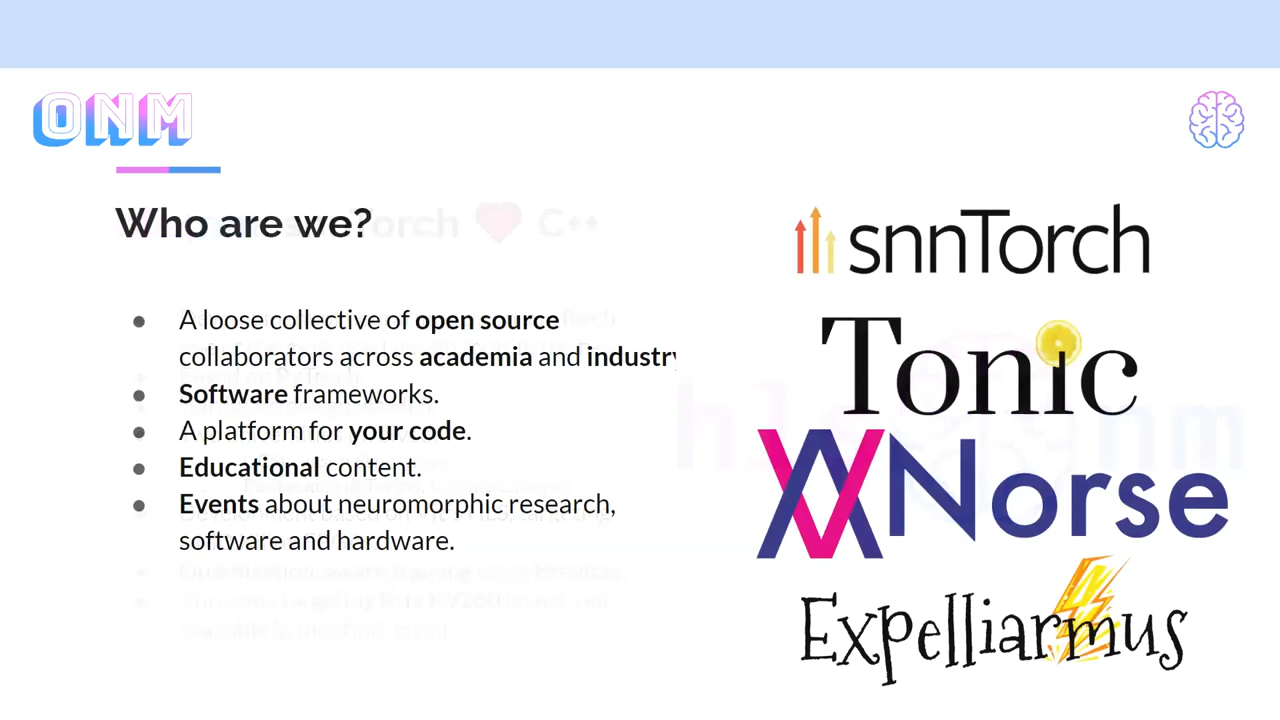 ONM
Who are we?
● A loose collective of open source
collaborators across academia and industry
● Software frameworks.
● A platform for your code.
● Educational content.
● Events about neuromorphic research,
software and hardware.
snnTorch
Tonic
Norse
Expelliarmus
Torch ❤ C++